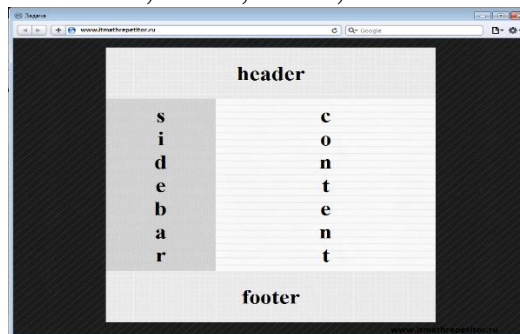 Задача
www.itmathrepetitor.ru
Google
header
s
i
d
e
b
a
r
c
o
n
t
e
n
t
footer
www.itmathrepetitor.ru